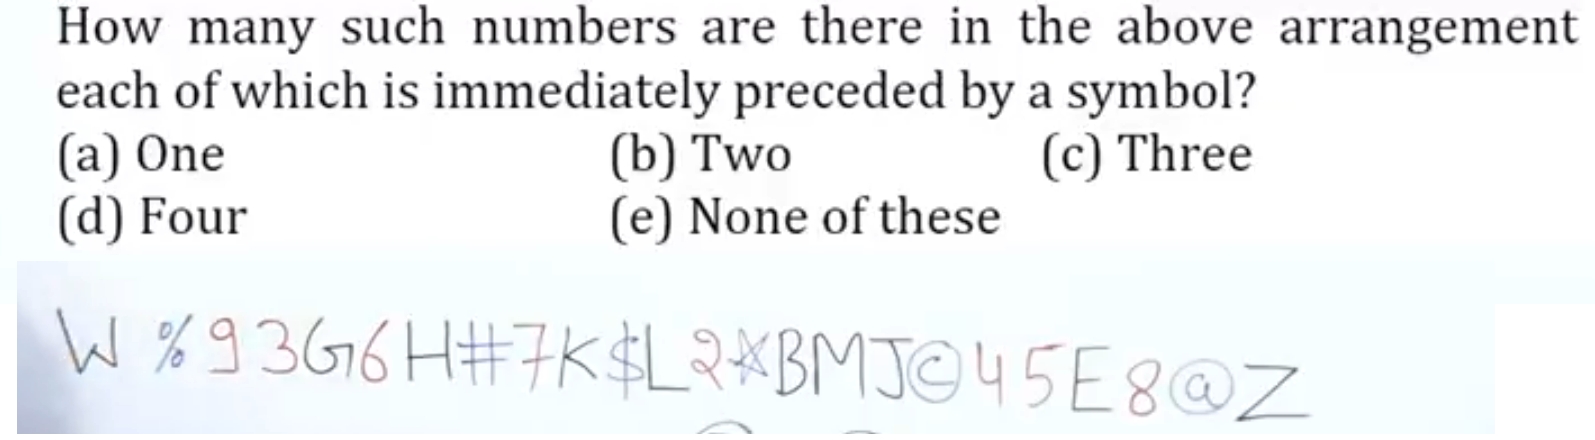 How many such numbers are there in the above arrangement
each of which is immediately preceded by a symbol?
(a) One (b) Two (c) Three
(d) Four (e) None of these
W % 9 3 G 6 H # 7 K $ L 2 ☆ B M J © 4 5 E 8 @ Z